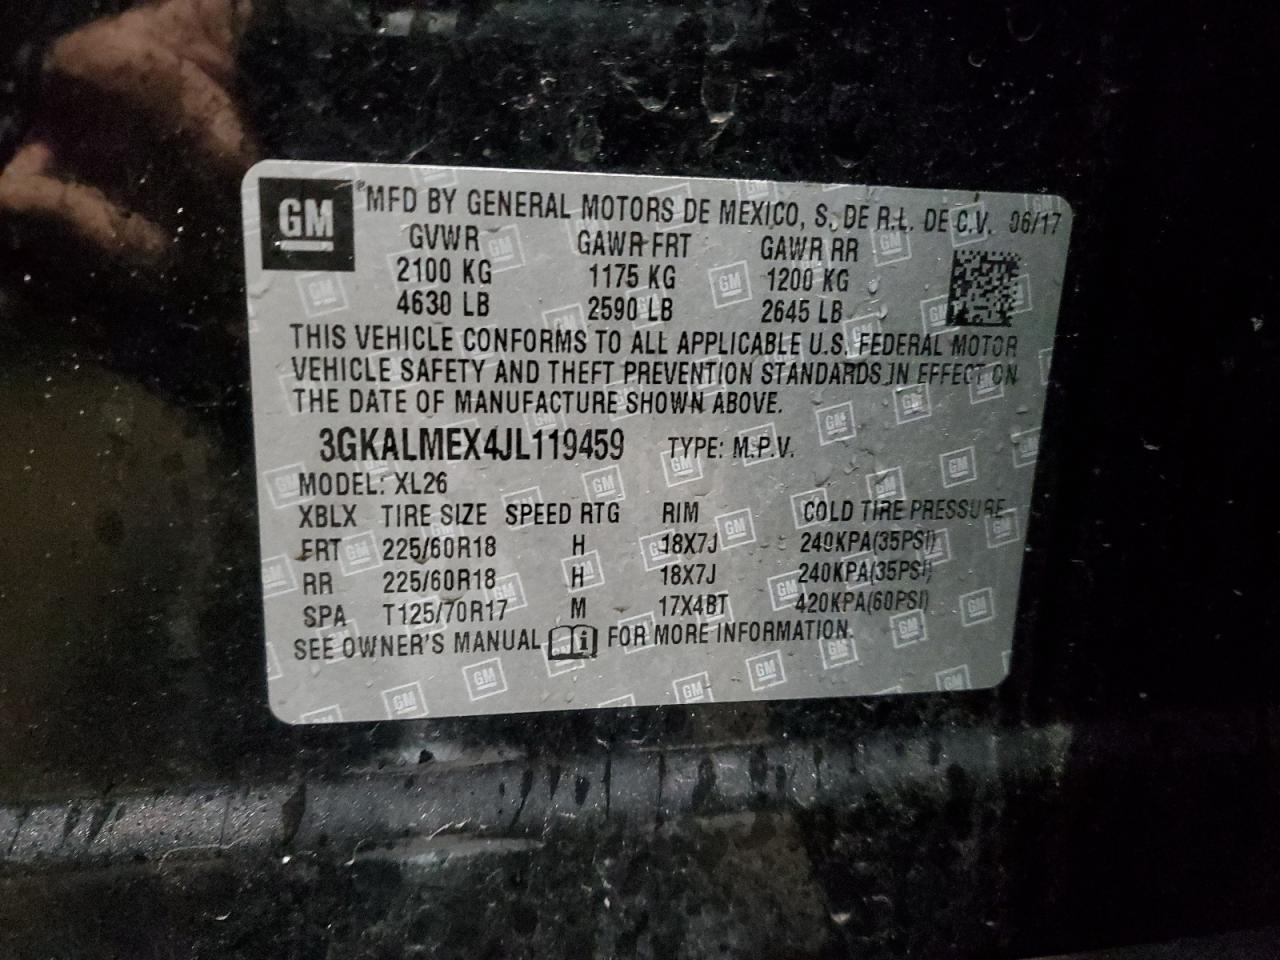 GM ®MFD BY GENERAL MOTORS DE MEXICO, S. DE R.L. DE C.V. 06/17
GVWR GAWR FRT GAWR RR
2100 KG 1175 KG 1200 KG
4630 LB 2590 LB 2645 LB
THIS VEHICLE CONFORMS TO ALL APPLICABLE U.S. FEDERAL MOTOR
VEHICLE SAFETY AND THEFT PREVENTION STANDARDS IN EFFECT ON
THE DATE OF MANUFACTURE SHOWN ABOVE.
3GKALMEX4JL119459 TYPE: M.P.V.
MODEL: XL26
XBLX TIRE SIZE SPEED RTG RIM COLD TIRE PRESSURE
FRT 225/60R18 H 18X7J 240KPA(35PSI)
RR 225/60R18 H 18X7J 240KPA(35PSI)
SPA T125/70R17 M 17X4BT 420KPA(60PSI)
SEE OWNER'S MANUAL i FOR MORE INFORMATION.